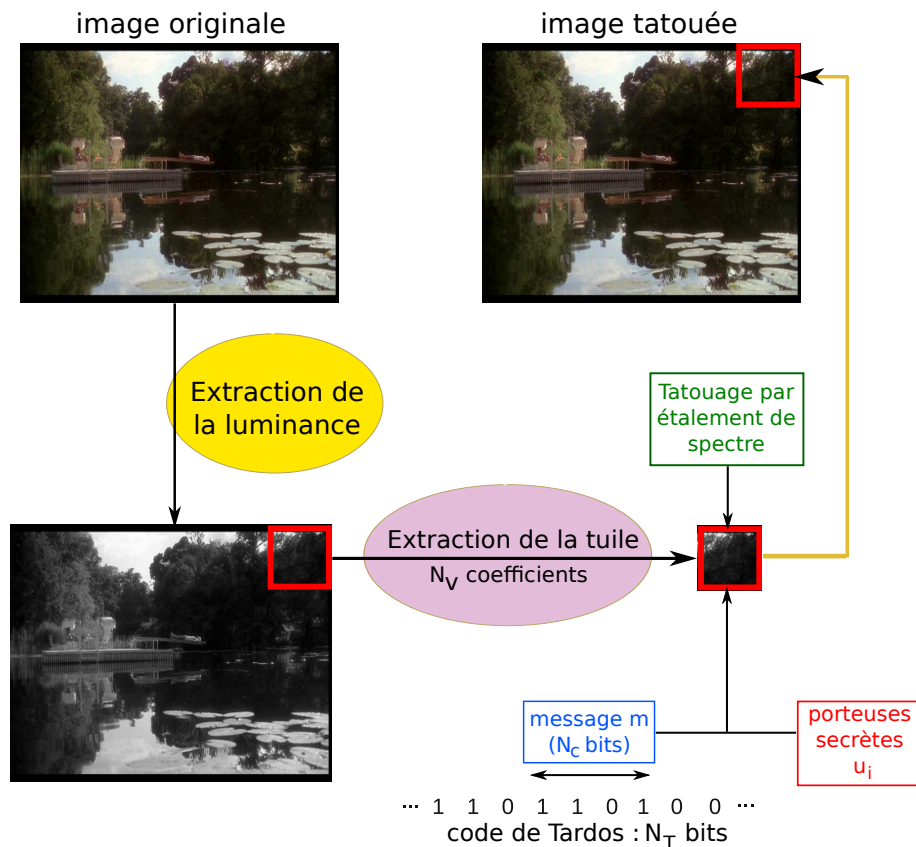 image originale
image tatouée
Extraction de
la luminance
Tatouage par
étalement de
spectre
Extraction de la tuile
N_v coefficients
message m
(N_c bits)
porteuses
secrètes
u_i
... 1 1 0 1 1 0 1 0 0 ...
code de Tardos : N_T bits